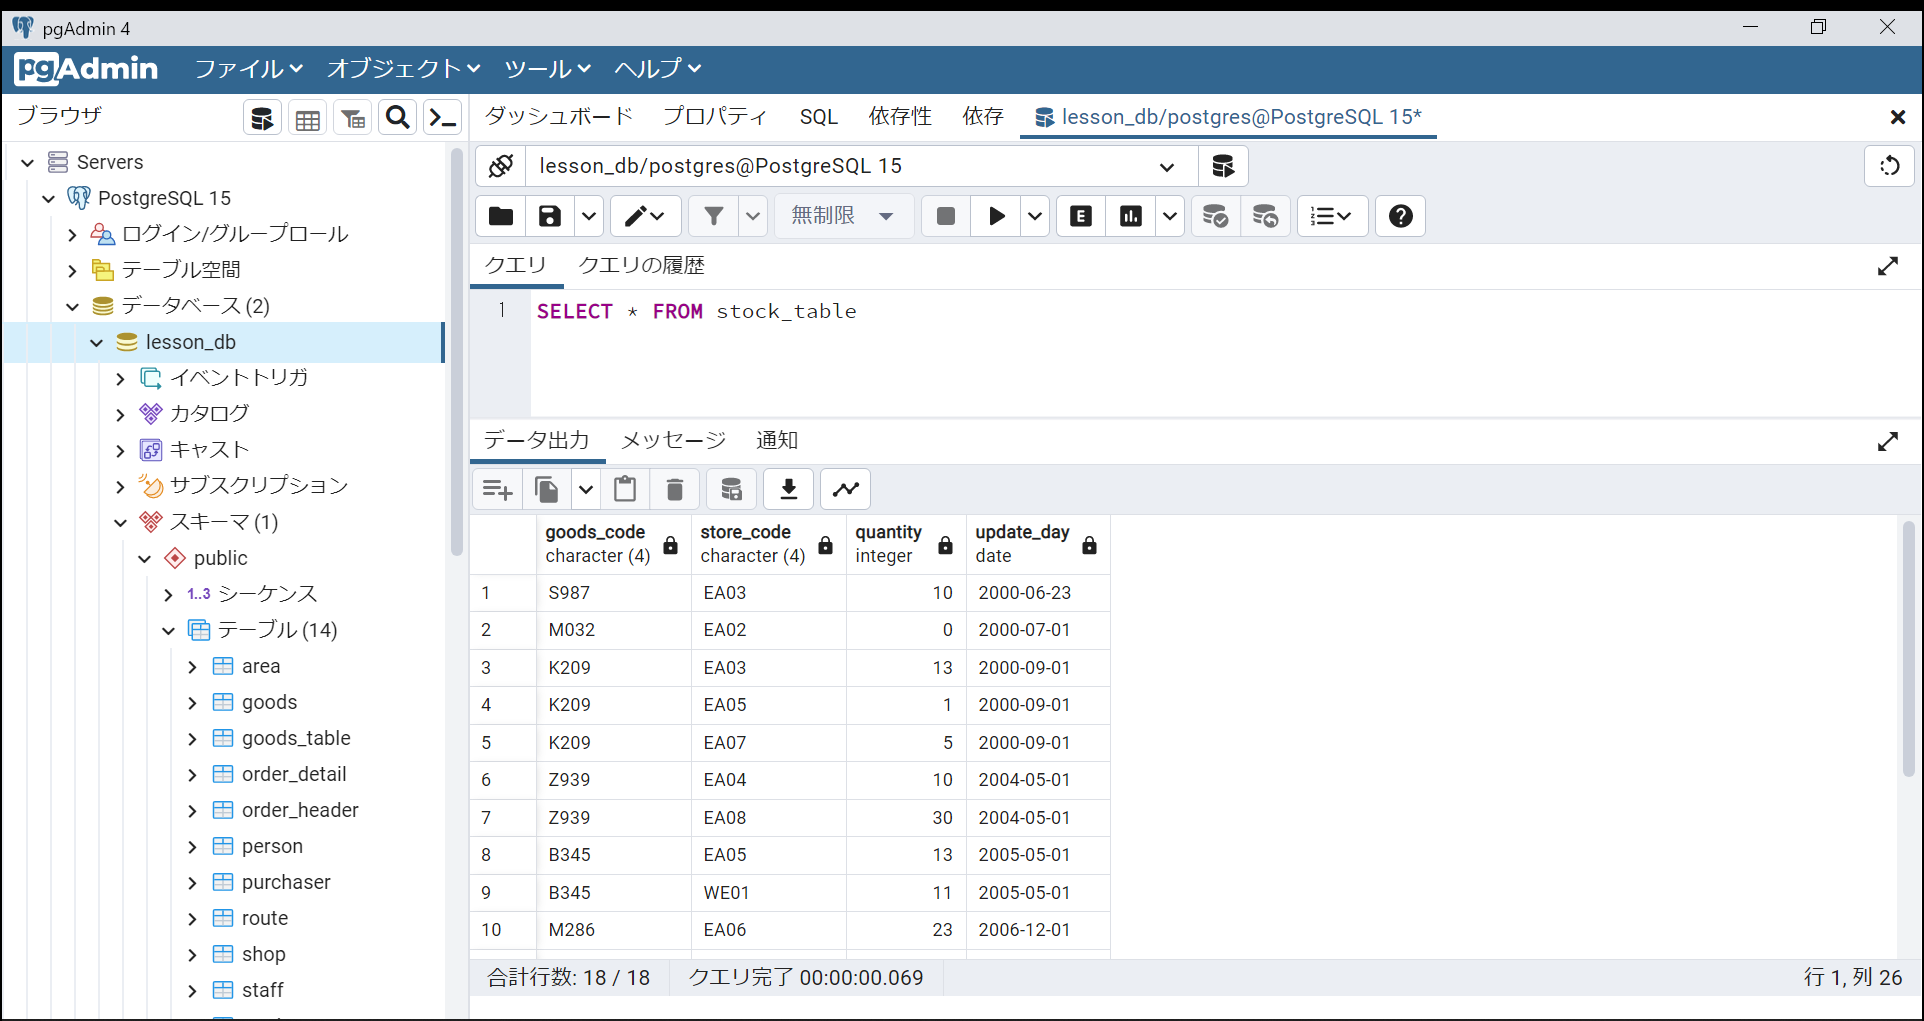 pgAdmin 4
pgAdmin ファイル オブジェクト ツール ヘルプ
ブラウザ
Servers
PostgreSQL 15
ログイン/グループロール
テーブル空間
データベース (2)
lesson_db
イベントトリガ
カタログ
キャスト
サブスクリプション
スキーマ (1)
public
1..3 シーケンス
テーブル (14)
area
goods
goods_table
order_detail
order_header
person
purchaser
route
shop
staff
ダッシュボード プロパティ SQL 依存性 依存 lesson_db/postgres@PostgreSQL 15*
lesson_db/postgres@PostgreSQL 15
無制限 E
クエリ クエリの履歴
1 SELECT * FROM stock_table
データ出力 メッセージ 通知
goods_code store_code quantity update_day
character (4) character (4) integer date
1 S987 EA03 10 2000-06-23
2 M032 EA02 0 2000-07-01
3 K209 EA03 13 2000-09-01
4 K209 EA05 1 2000-09-01
5 K209 EA07 5 2000-09-01
6 Z939 EA04 10 2004-05-01
7 Z939 EA08 30 2004-05-01
8 B345 EA05 13 2005-05-01
9 B345 WE01 11 2005-05-01
10 M286 EA06 23 2006-12-01
合計行数: 18 / 18 クエリ完了 00:00:00.069 行 1, 列 26